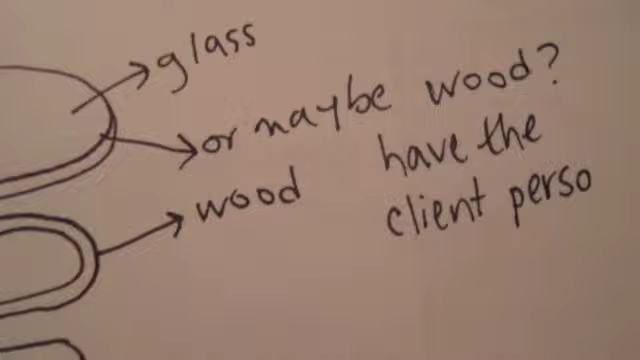 glass
or maybe wood?
have the
wood
client perso